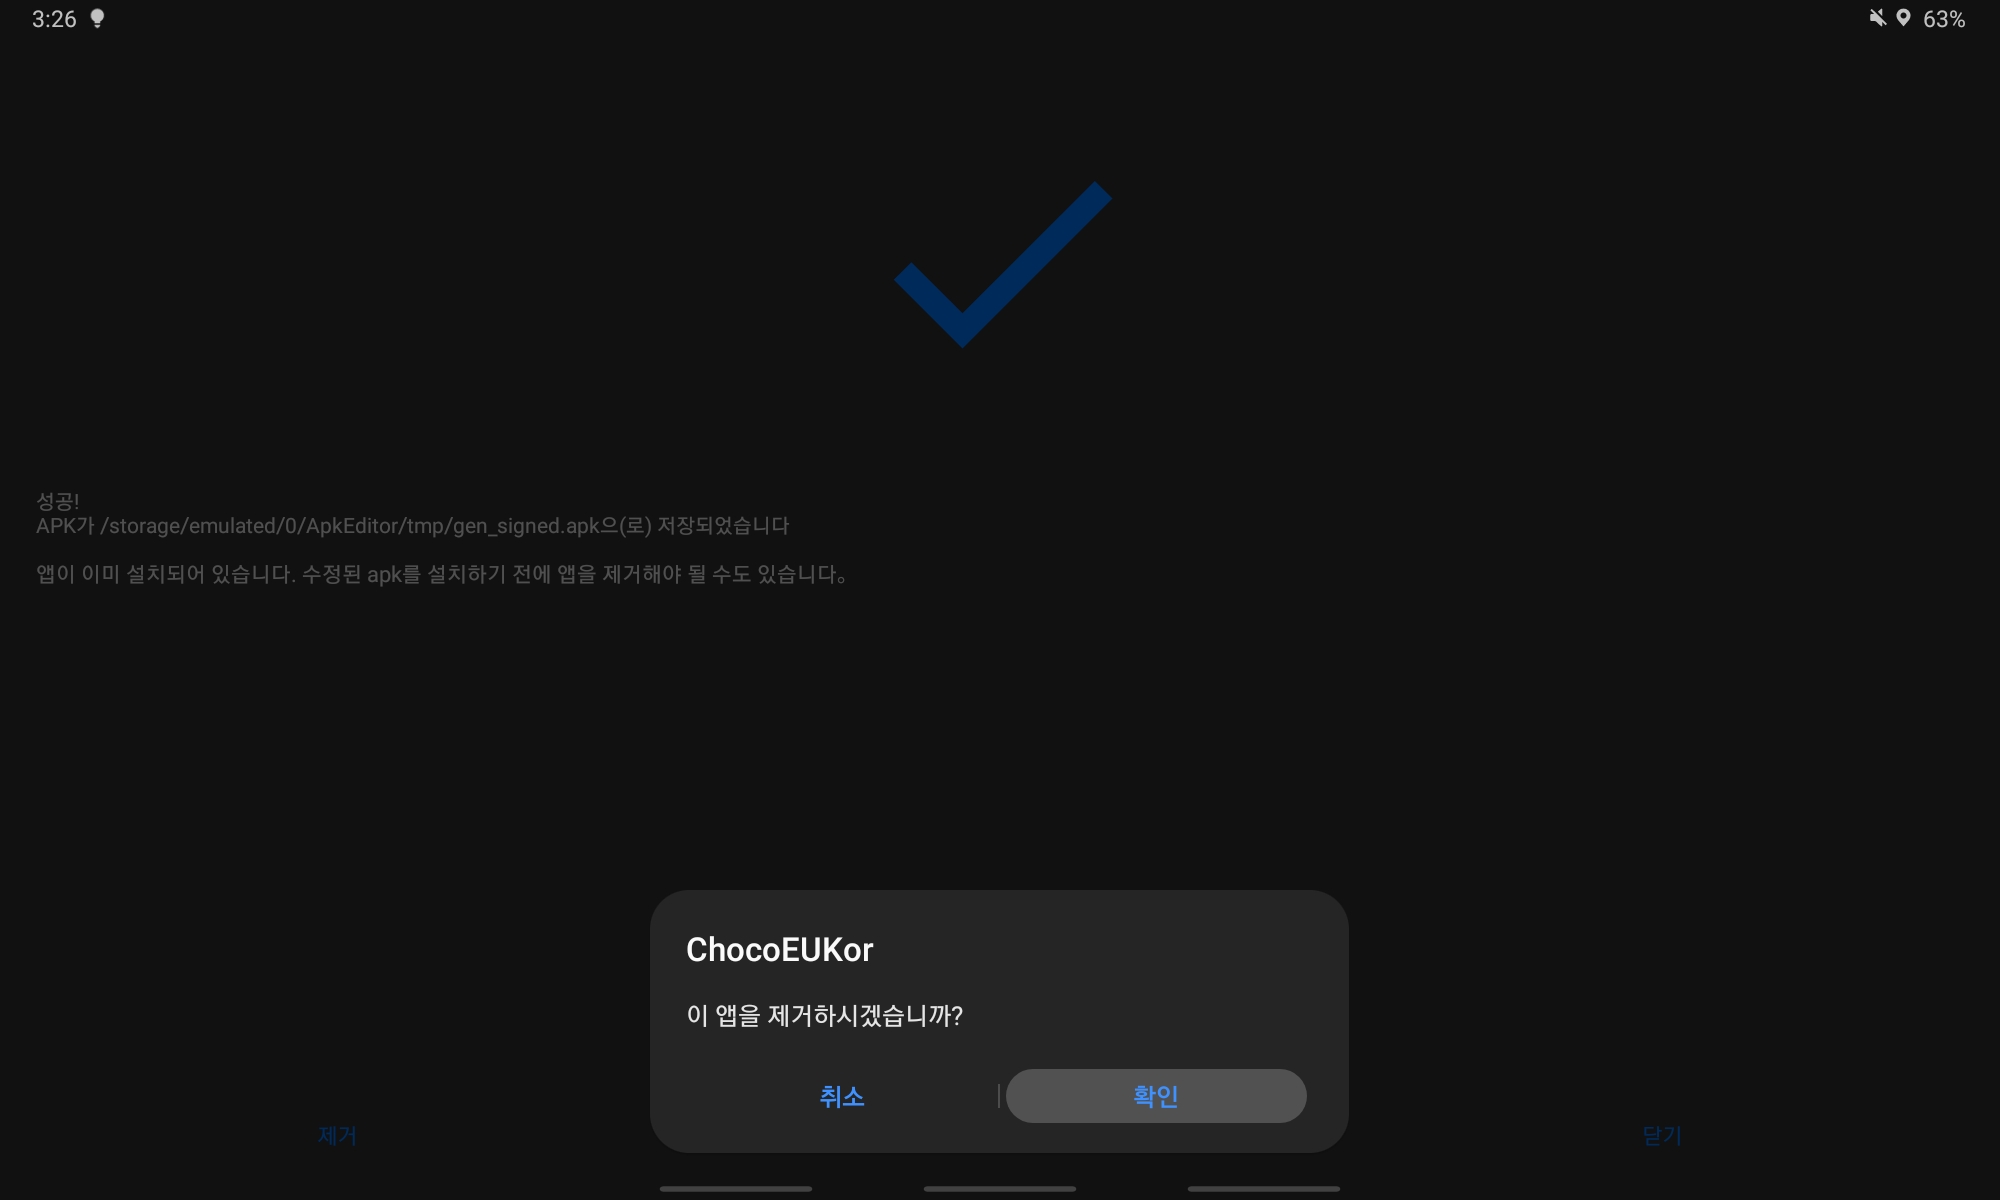 3:26
63%
성공!
APK가 /storage/emulated/0/ApkEditor/tmp/gen_signed.apk으(로) 저장되었습니다
앱이 이미 설치되어 있습니다. 수정된 apk를 설치하기 전에 앱을 제거해야 될 수도 있습니다。
ChocoEUKor
이 앱을 제거하시겠습니까?
취소
확인
제거
닫기